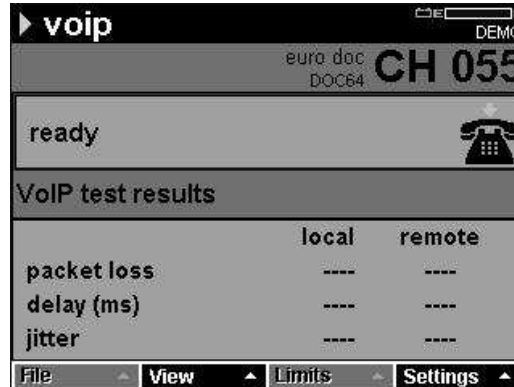 voip
E
DEMO
euro doc
DOC64
CH 055
ready
VoIP test results
local remote
packet loss ---- ----
delay (ms) ---- ----
jitter ---- ----
File View Limits Settings